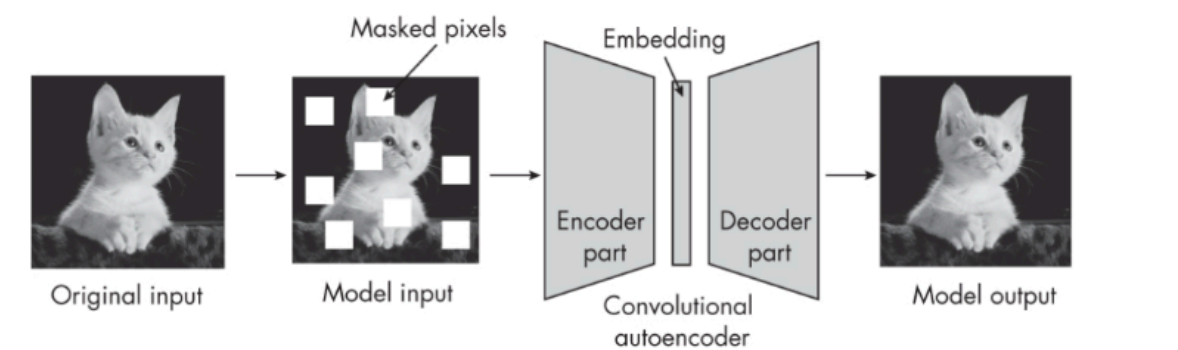 Masked pixels
Embedding
Encoder
part
Decoder
part
Original input
Model input
Convolutional
autoencoder
Model output